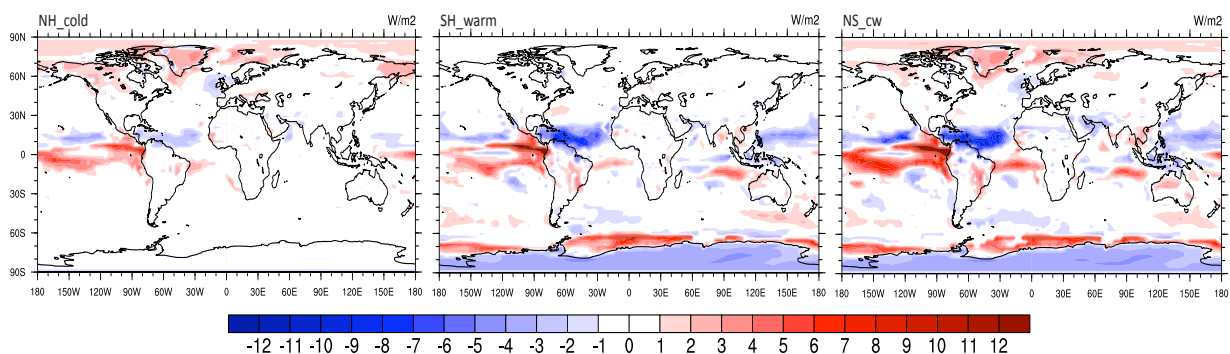 NH_cold W/m2 SH_warm W/m2 NS_cw W/m2
90N
60N
30N
0
30S
60S
90S
180 150W 120W 90W 60W 30W 0 30E 60E 90E 120E 150E 180 150W 120W 90W 60W 30W 0 30E 60E 90E 120E 150E 180 150W 120W 90W 60W 30W 0 30E 60E 90E 120E 150E 180
-12 -11 -10 -9 -8 -7 -6 -5 -4 -3 -2 -1 0 1 2 3 4 5 6 7 8 9 10 11 12